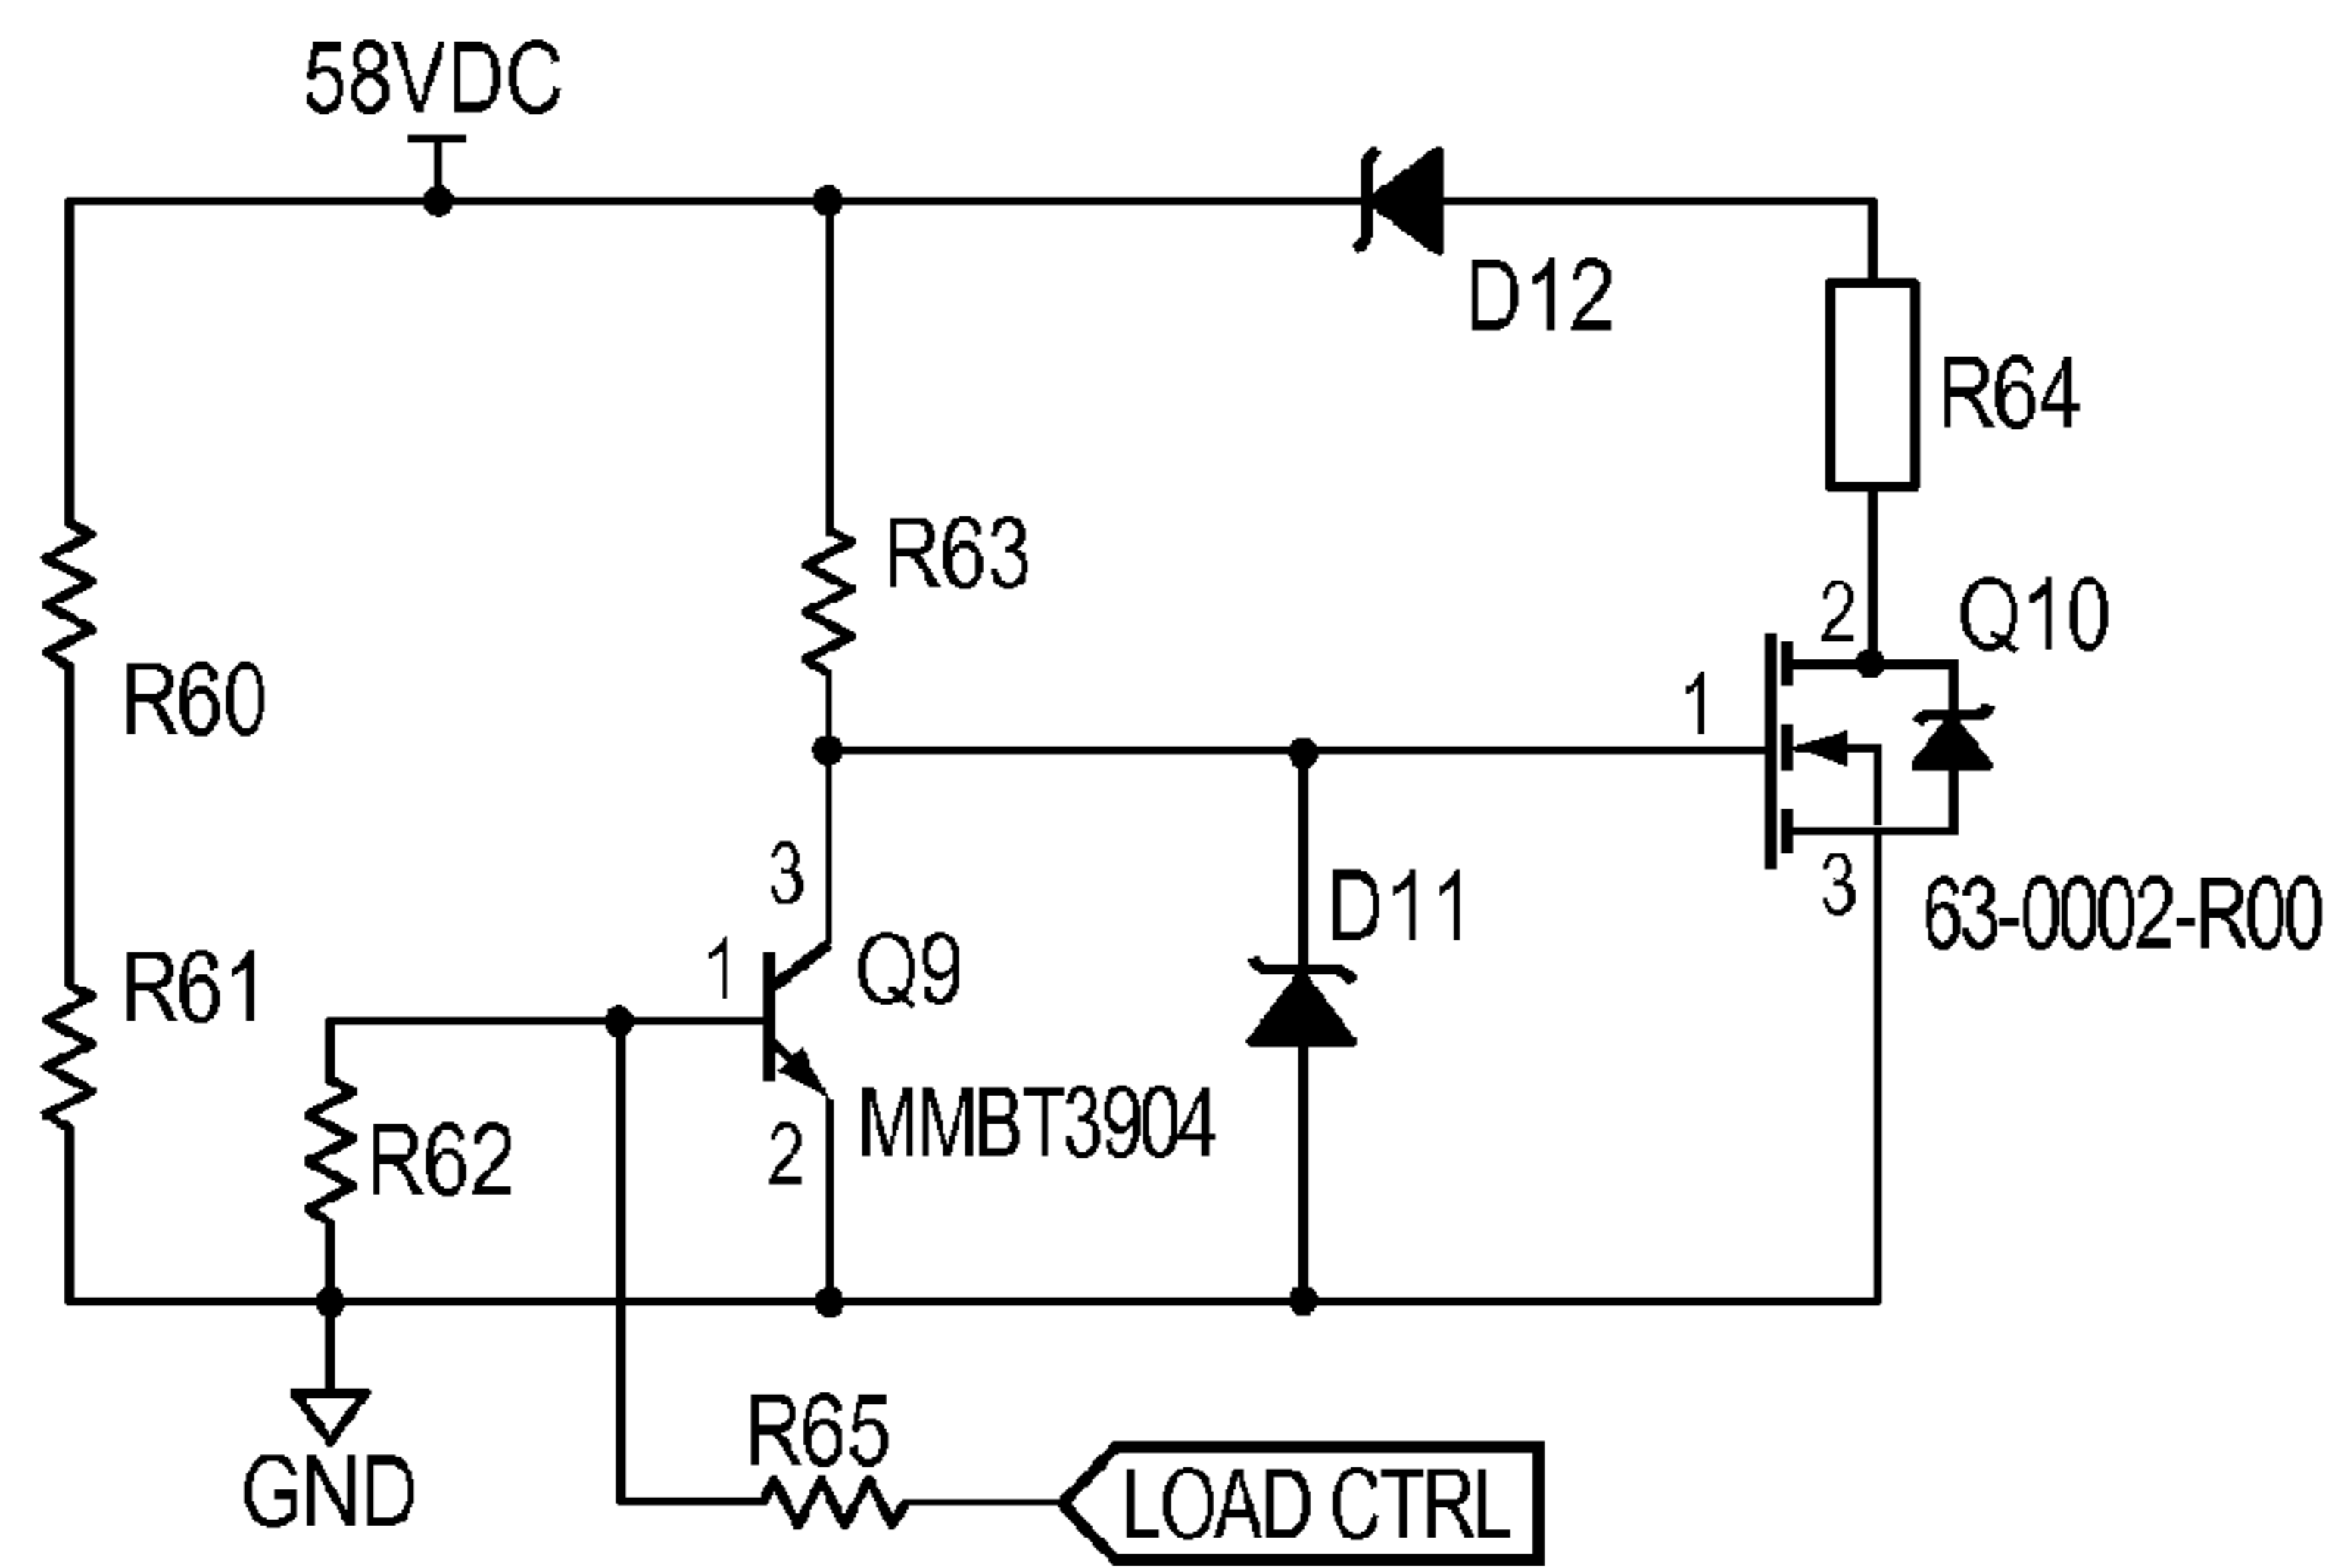 58VDC
D12
R64
R63
2
Q10
1
R60
3
D11
3
63-0002-R00
R61
1
Q9
R62
2
MMBT3904
R65
GND
LOAD CTRL